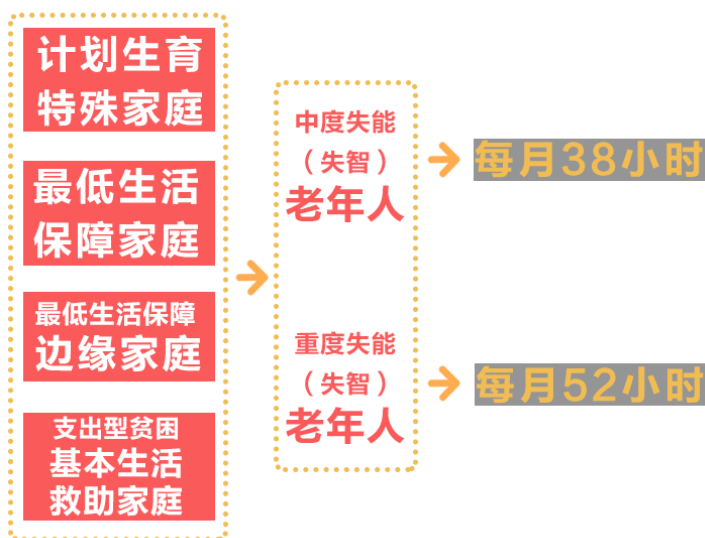 计划生育
特殊家庭
最低生活
保障家庭
最低生活保障
边缘家庭
支出型贫困
基本生活
救助家庭
中度失能
（失智）
老年人
每月38小时
重度失能
（失智）
老年人
每月52小时